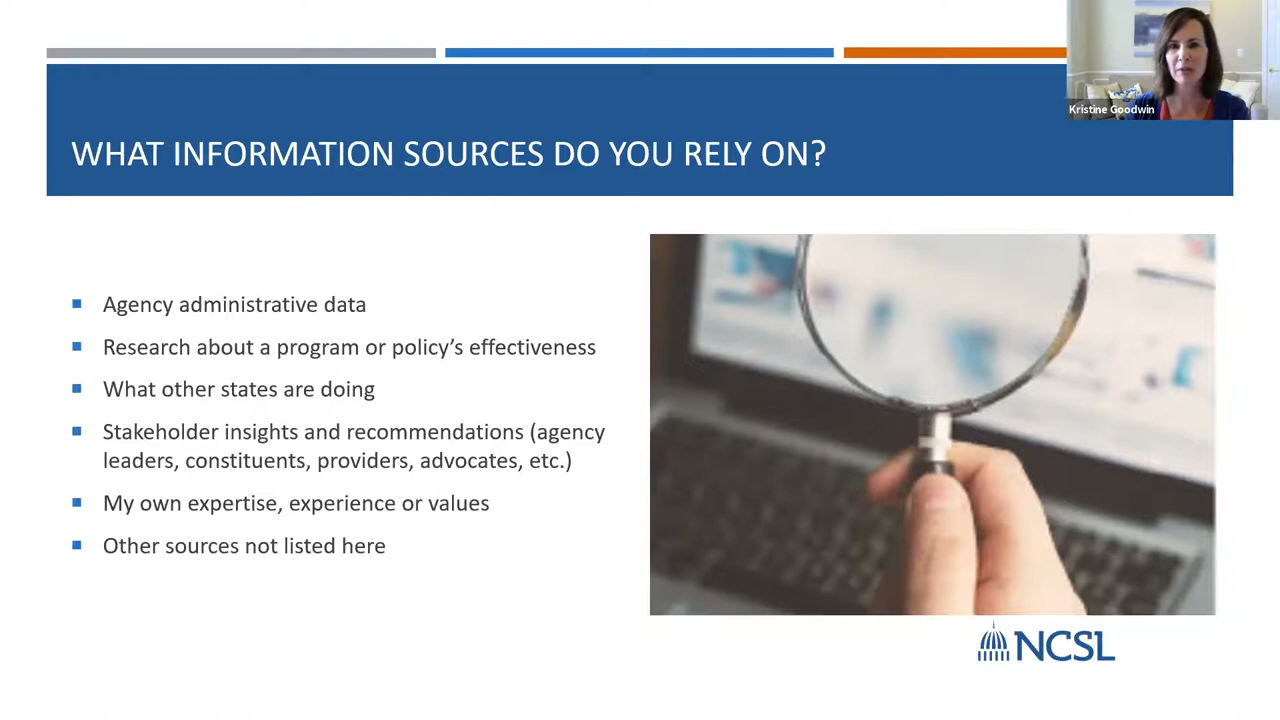 Kristine Goodwin
WHAT INFORMATION SOURCES DO YOU RELY ON?
Agency administrative data
Research about a program or policy’s effectiveness
What other states are doing
Stakeholder insights and recommendations (agency
leaders, constituents, providers, advocates, etc.)
My own expertise, experience or values
Other sources not listed here
NCSL